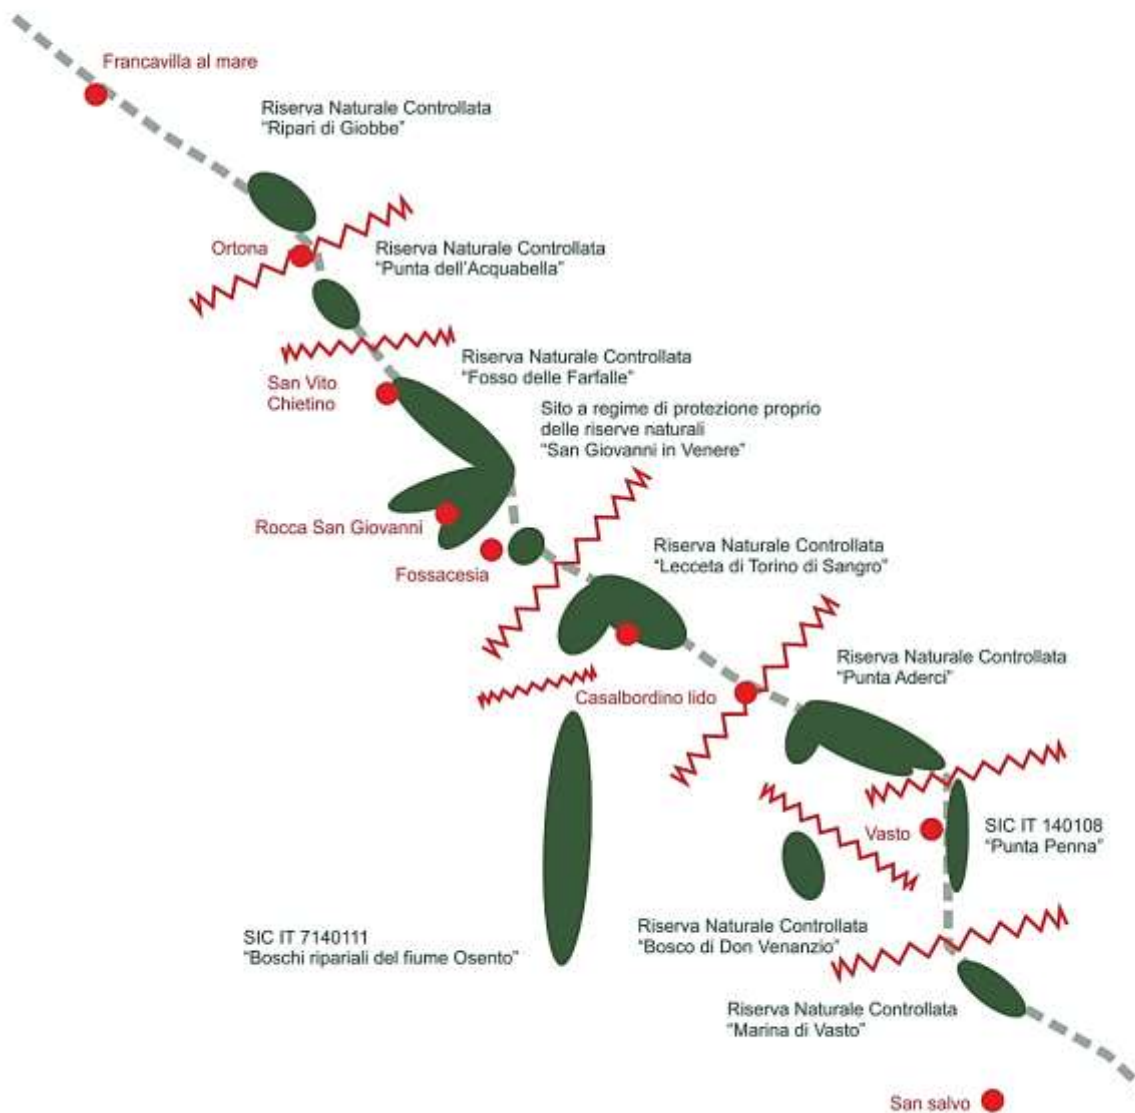 Francavilla al mare
Riserva Naturale Controllata
“Ripari di Giobbe”
Ortona
Riserva Naturale Controllata
“Punta dell’Acquabella”
San Vito
Chietino
Riserva Naturale Controllata
“Fosso delle Farfalle”
Sito a regime di protezione proprio
delle riserve naturali
“San Giovanni in Venere”
Rocca San Giovanni
Fossacesia
Riserva Naturale Controllata
“Lecceta di Torino di Sangro”
Casalbordino lido
Riserva Naturale Controllata
“Punta Aderci”
Vasto
SIC IT 140108
“Punta Penna”
SIC IT 7140111
“Boschi ripariali del fiume Osento”
Riserva Naturale Controllata
“Bosco di Don Venanzio”
Riserva Naturale Controllata
“Marina di Vasto”
San salvo